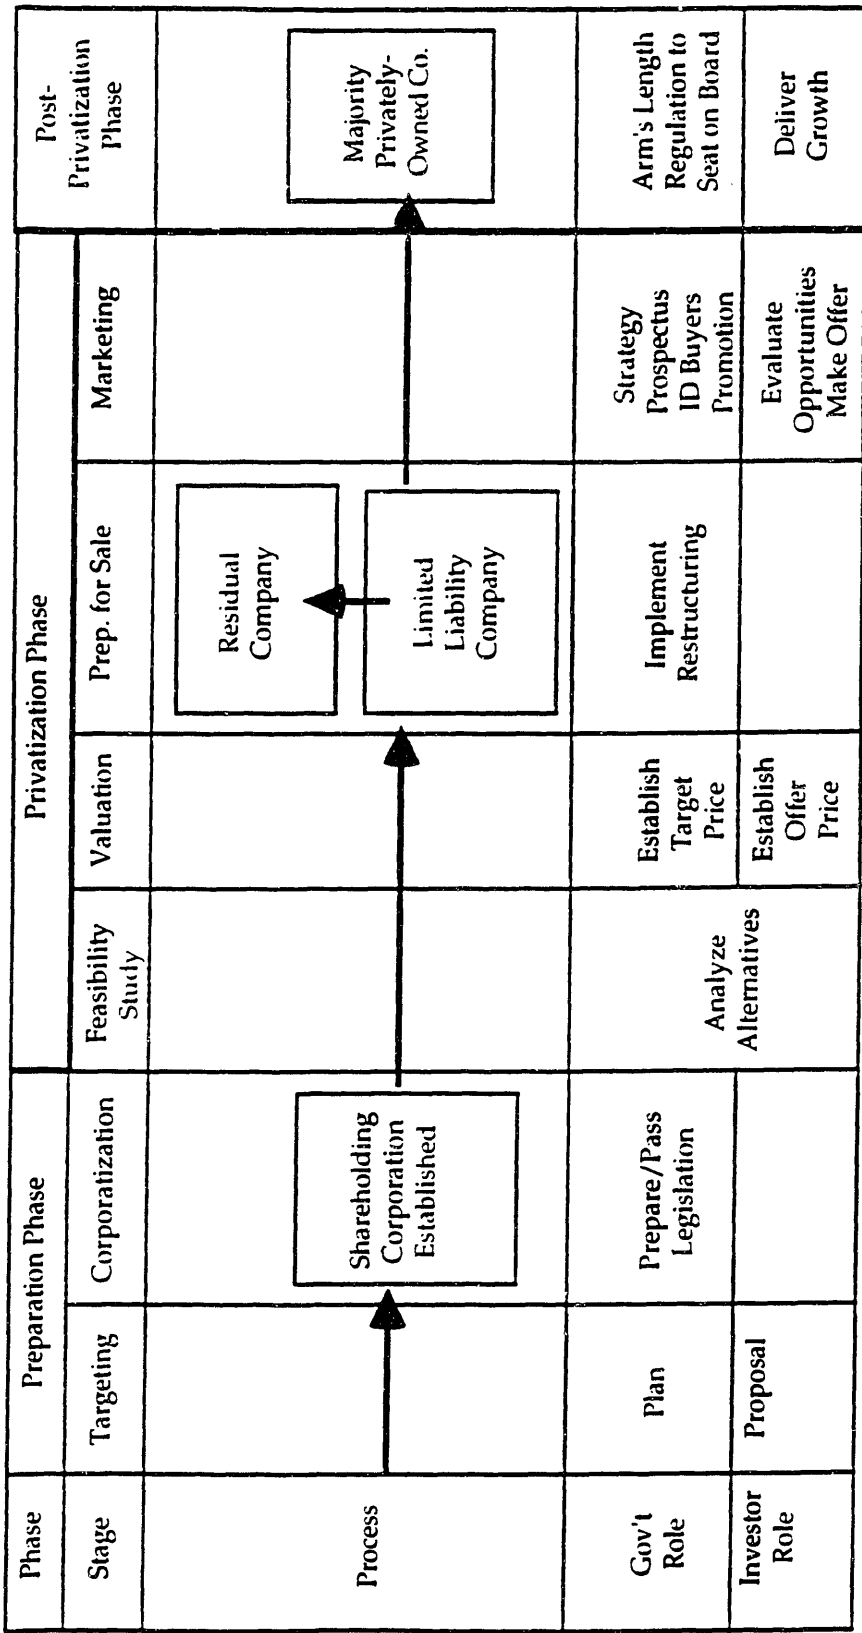 Phase
Preparation Phase
Privatization Phase
Post-
Privatization
Phase
Stage
Targeting
Corporatization
Feasibility
Study
Valuation
Prep. for Sale
Marketing
Process
Shareholding
Corporation
Established
Residual
Company
Limited
Liability
Company
Majority
Privately-
Owned Co.
Gov't
Role
Plan
Prepare/Pass
Legislation
Analyze
Alternatives
Establish
Target
Price
Implement
Restructuring
Strategy
Prospectus
ID Buyers
Promotion
Arm's Length
Regulation to
Seat on Board
Investor
Role
Proposal
Establish
Offer
Price
Evaluate
Opportunities
Make Offer
Deliver
Growth